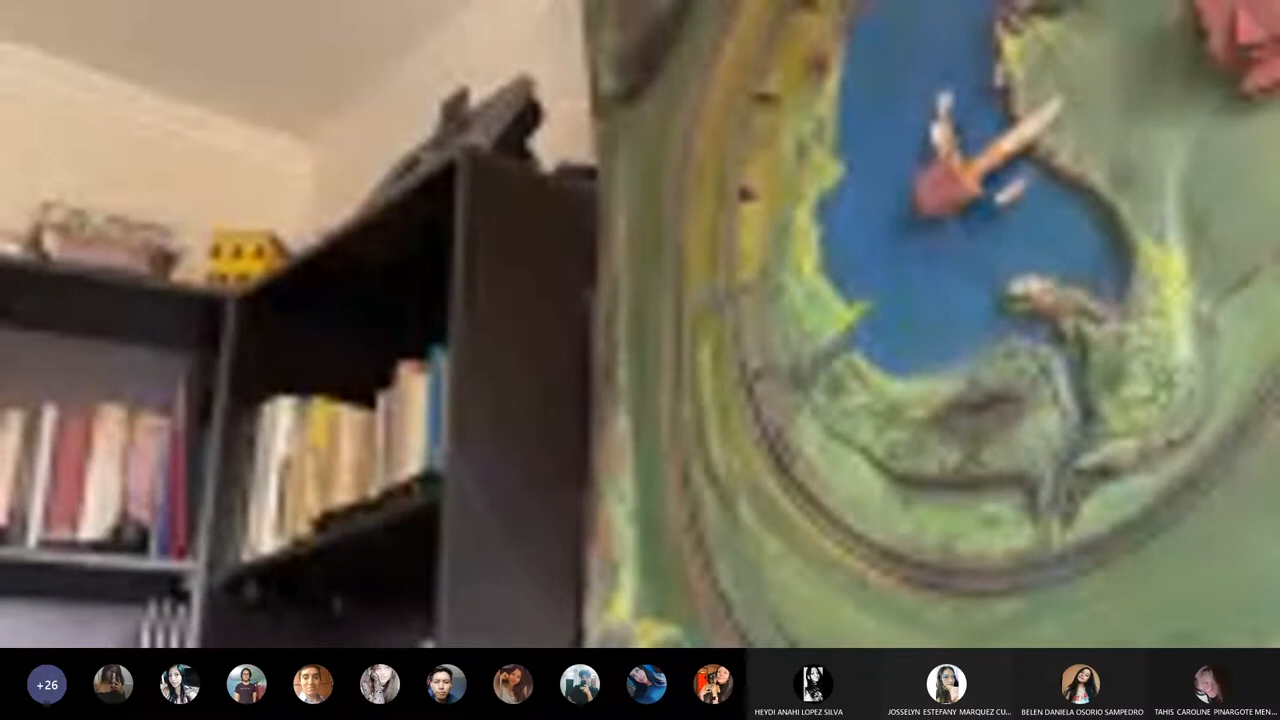 +26
HEYDI ANAHI LOPEZ SILVA
JOSSELYN ESTEFANY MARQUEZ CU...
BELEN DANIELA OSORIO SAMPEDRO
TAHIS CAROLINE PINARGOTE MEN...